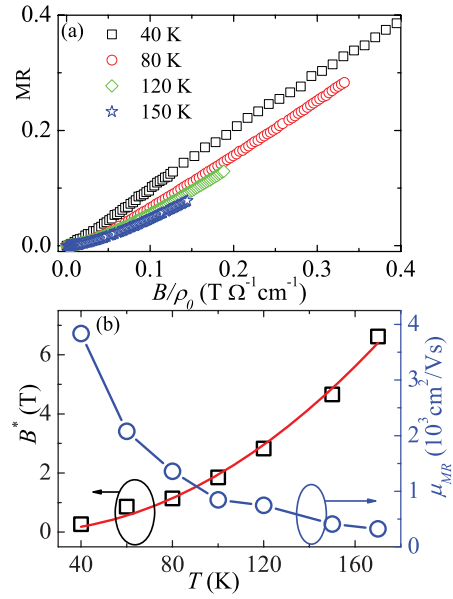 (a)
40 K
80 K
120 K
150 K
MR
0.4
0.2
0.0
0.0 0.1 0.2 0.3 0.4
B/ρ₀ (T Ω⁻¹cm⁻¹)
(b)
B* (T)
6
4
2
0
4
3
2
1
0
μMR (10³cm²/Vs)
40 80 120 160
T (K)